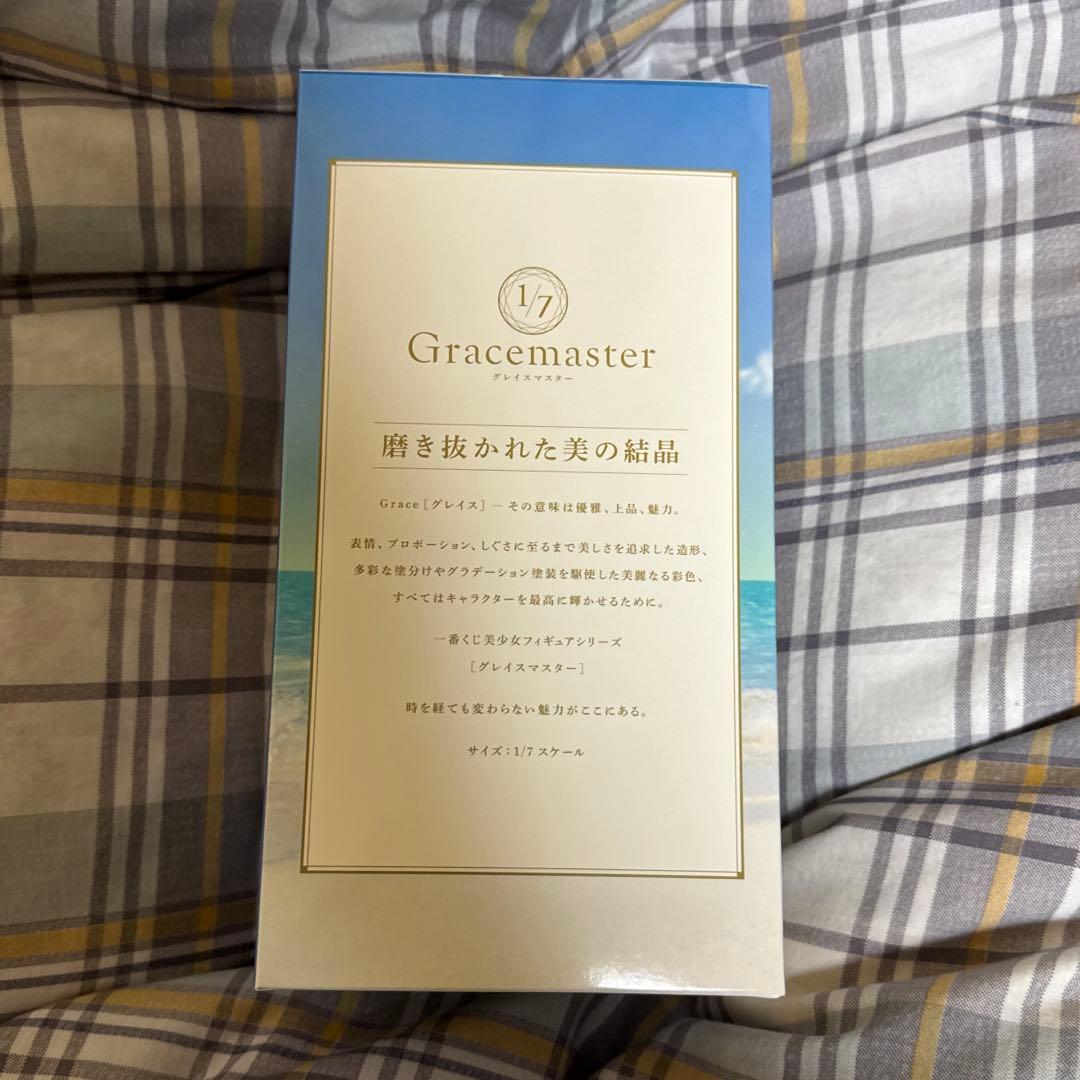 1/7
Gracemaster
グレイスマスター
磨き抜かれた美の結晶
Grace［グレイス］— その意味は優雅、上品、魅力。
表情、プロポーション、しぐさに至るまで美しさを追求した造形、
多彩な塗分けやグラデーション塗装を駆使した美麗なる彩色、
すべてはキャラクターを最高に輝かせるために。
一番くじ美少女フィギュアシリーズ
［グレイスマスター］
時を経ても変わらない魅力がここにある。
サイズ：1/7 スケール